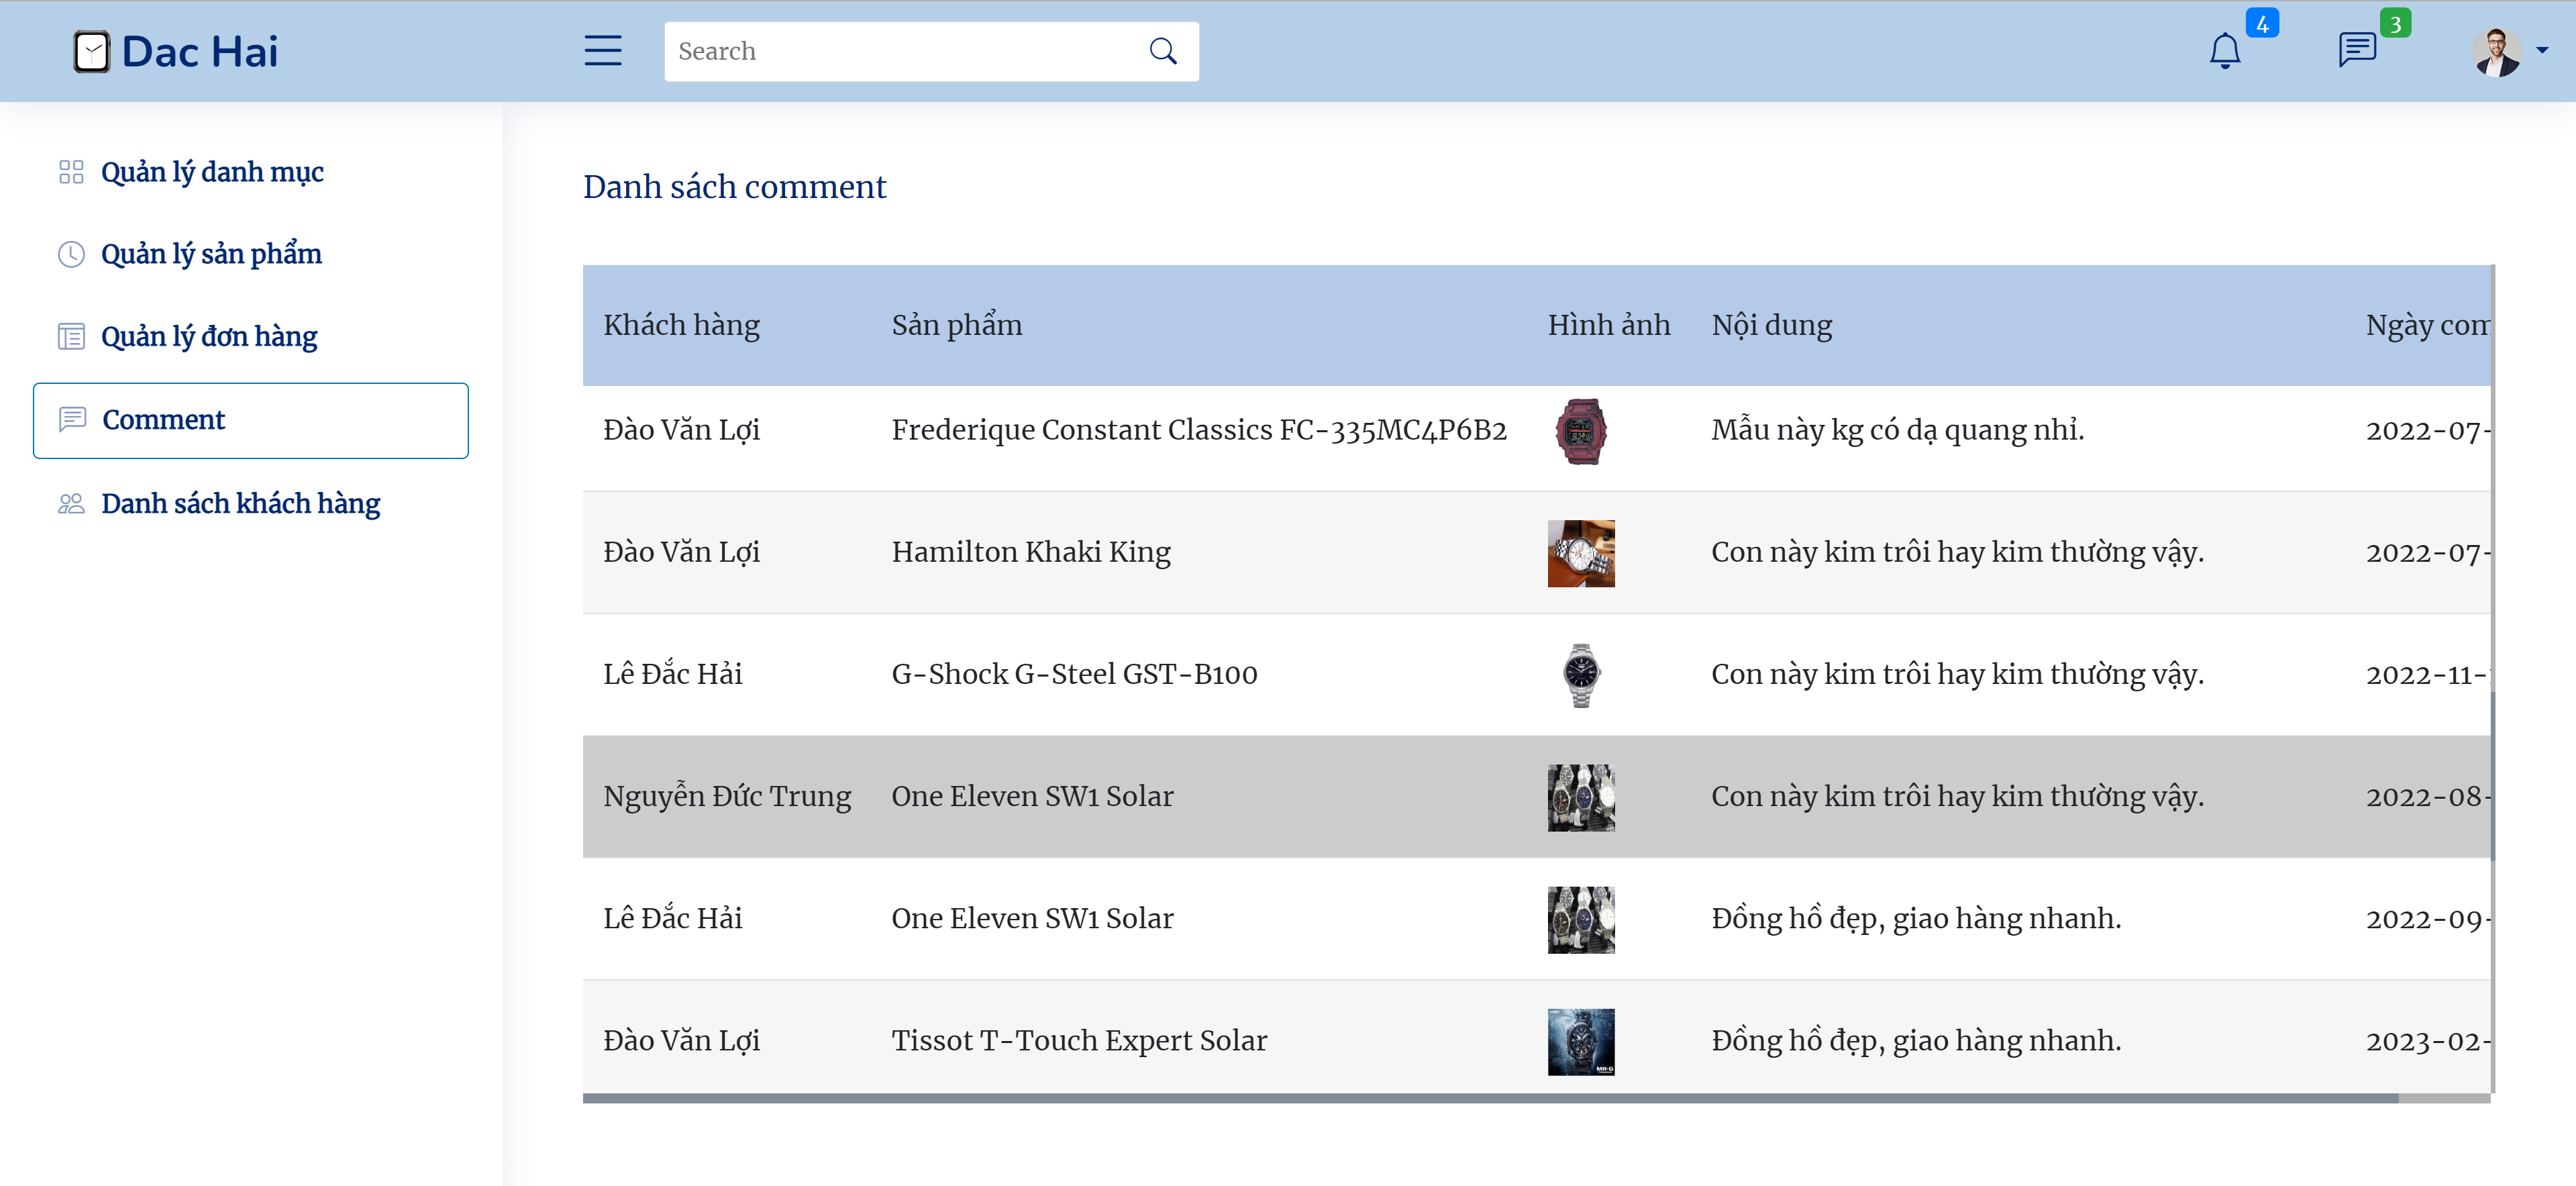 Dac Hai
Search
4
3
Quản lý danh mục
Quản lý sản phẩm
Quản lý đơn hàng
Comment
Danh sách khách hàng
Danh sách comment
Khách hàng Sản phẩm Hình ảnh Nội dung Ngày com
Đào Văn Lợi Frederique Constant Classics FC-335MC4P6B2 Mẫu này kg có dạ quang nhỉ. 2022-07-
Đào Văn Lợi Hamilton Khaki King Con này kim trôi hay kim thường vậy. 2022-07-
Lê Đắc Hải G-Shock G-Steel GST-B100 Con này kim trôi hay kim thường vậy. 2022-11-
Nguyễn Đức Trung One Eleven SW1 Solar Con này kim trôi hay kim thường vậy. 2022-08-
Lê Đắc Hải One Eleven SW1 Solar Đồng hồ đẹp, giao hàng nhanh. 2022-09-
Đào Văn Lợi Tissot T-Touch Expert Solar Đồng hồ đẹp, giao hàng nhanh. 2023-02-
MR-G